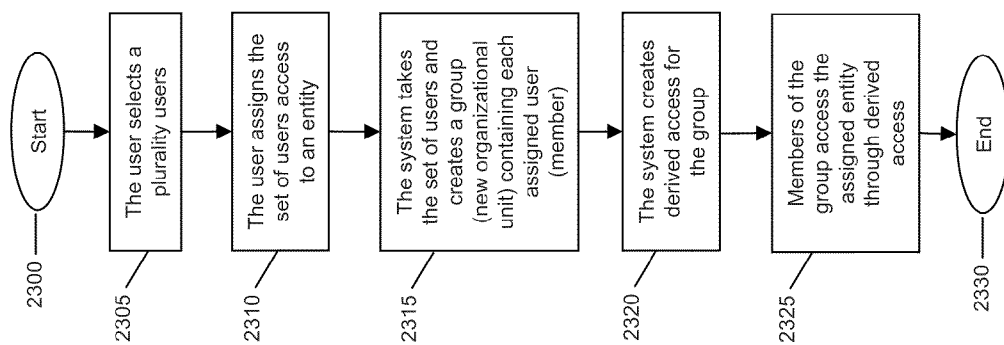 2300
Start
2305
The user selects a
plurality users
2310
The user assigns the
set of users access
to an entity
2315
The system takes
the set of users and
creates a group
(new organizational
unit) containing each
assigned user
(member)
2320
The system creates
derived access for
the group
2325
Members of the
group access the
assigned entity
through derived
access
2330
End